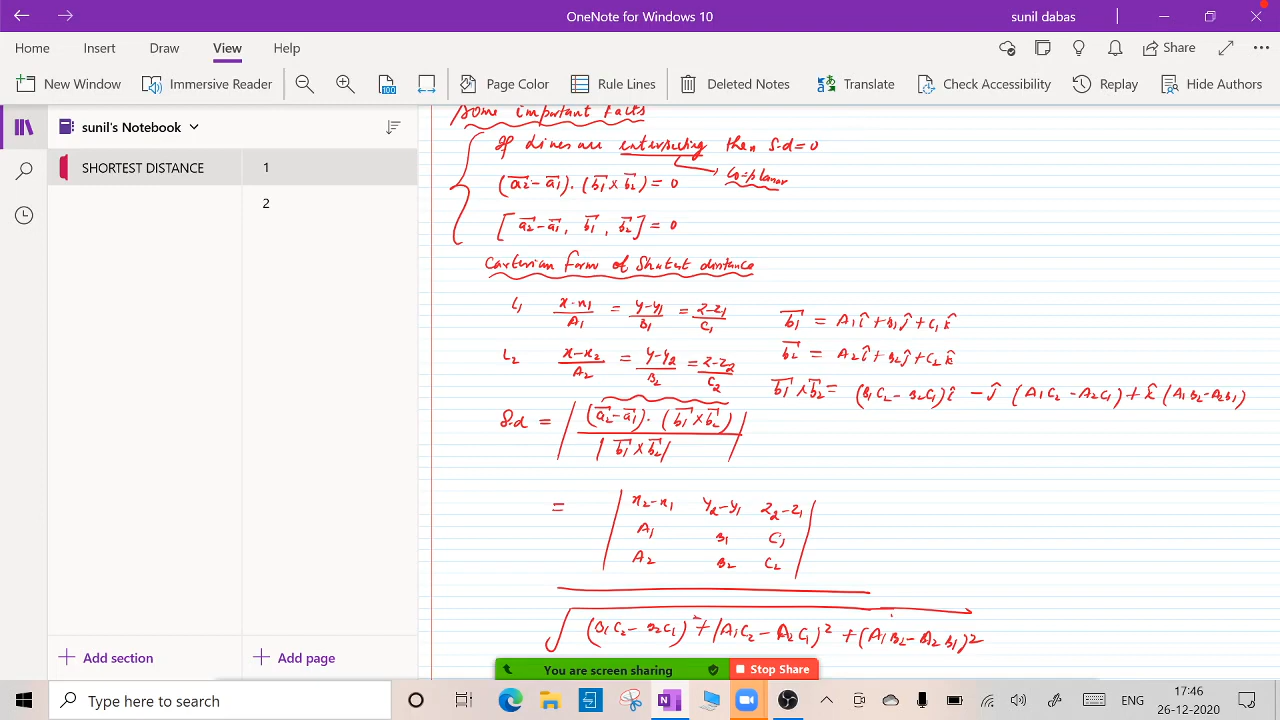 OneNote for Windows 10
sunil dabas
Home Insert Draw View Help
Share
New Window Immersive Reader Page Color Rule Lines Deleted Notes Translate Check Accessibility Replay Hide Authors
sunil's Notebook
SHORTEST DISTANCE
1
2
Some important facts
If lines are intersecting then S.d=0
co-planar
(a₂⃗ - a₁⃗) . (b₁⃗ × b₂⃗) = 0
[a₂⃗ - a₁⃗, b₁⃗, b₂⃗] = 0
Carterian form of Shortest distance
L₁ (x-x₁)/A₁ = (y-y₁)/B₁ = (z-z₁)/C₁
b₁⃗ = A₁î + B₁ĵ + C₁k̂
L₂ (x-x₂)/A₂ = (y-y₂)/B₂ = (z-z₂)/C₂
b₂⃗ = A₂î + B₂ĵ + C₂k̂
b₁⃗ × b₂⃗ = (B₁C₂ - B₂C₁)î - ĵ (A₁C₂ - A₂C₁) + k̂ (A₁B₂ - A₂B₁)
S.d = | (a₂⃗ - a₁⃗) . (b₁⃗ × b₂⃗) / |b₁⃗ × b₂⃗| |
= | x₂-x₁ y₂-y₁ z₂-z₁
A₁ B₁ C₁
A₂ B₂ C₂ |
√ (B₁C₂ - B₂C₁)² + (A₁C₂ - A₂C₁)² + (A₁B₂ - A₂B₁)²
Add section
Add page
You are screen sharing
Stop Share
Type here to search
ENG
17:46
26-12-2020